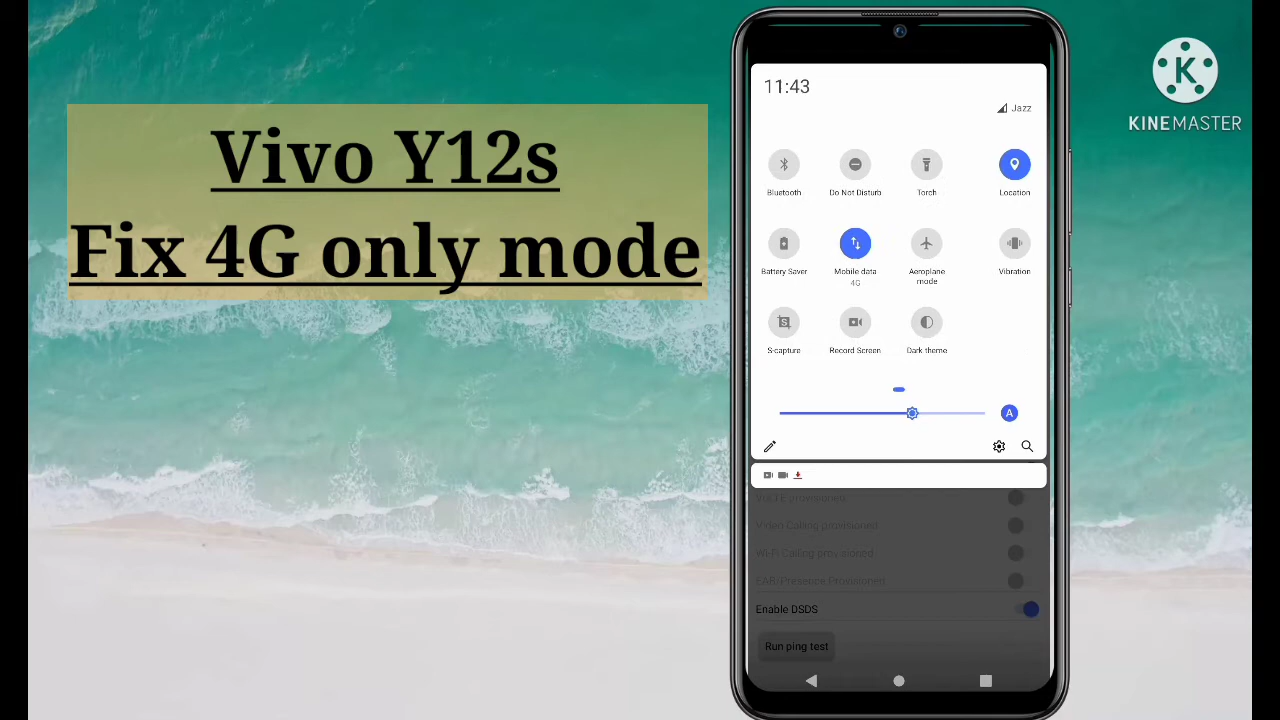 Vivo Y12s
Fix 4G only mode
KINEMASTER
11:43
Jazz
Bluetooth
Do Not Disturb
Torch
Location
Battery Saver
Mobile data
4G
Aeroplane
mode
Vibration
S-capture
Record Screen
Dark theme
A
VoLTE provisioned
Video Calling provisioned
Wi-Fi Calling provisioned
EAB/Presence Provisioned
Enable DSDS
Run ping test